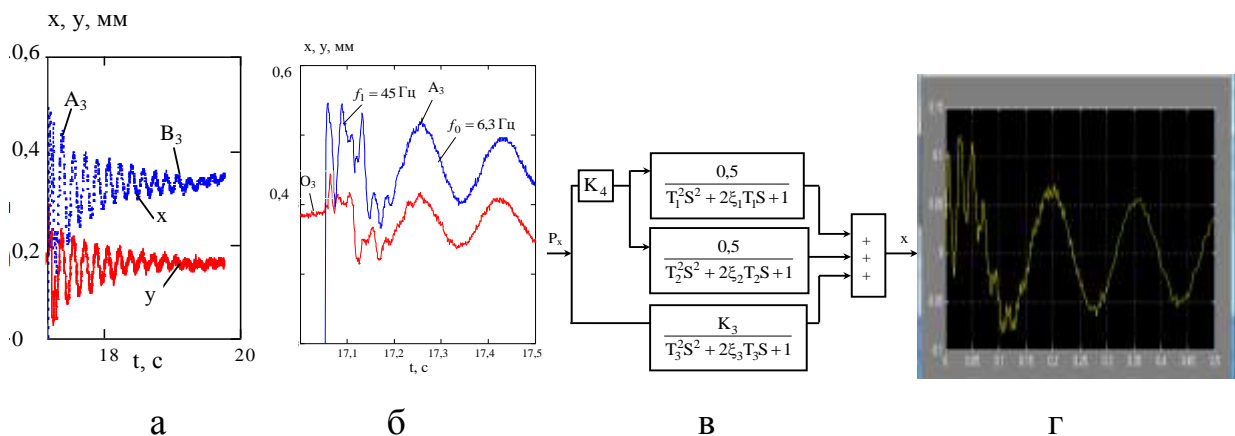 x, y, мм
0,6
0,4
0,2
0
A₃
B₃
x
y
18
19
20
t, c
а
x, y, мм
0,6
0,4
f₁ = 45 Гц
A₃
f₀ = 6,3 Гц
O₃
17,1
17,2
17,3
17,4
17,5
t, c
б
Pₓ
K₄
0,5
T₁²S² + 2ξ₁T₁S + 1
0,5
T₂²S² + 2ξ₂T₂S + 1
K₃
T₃²S² + 2ξ₃T₃S + 1
+
+
+
x
в
г